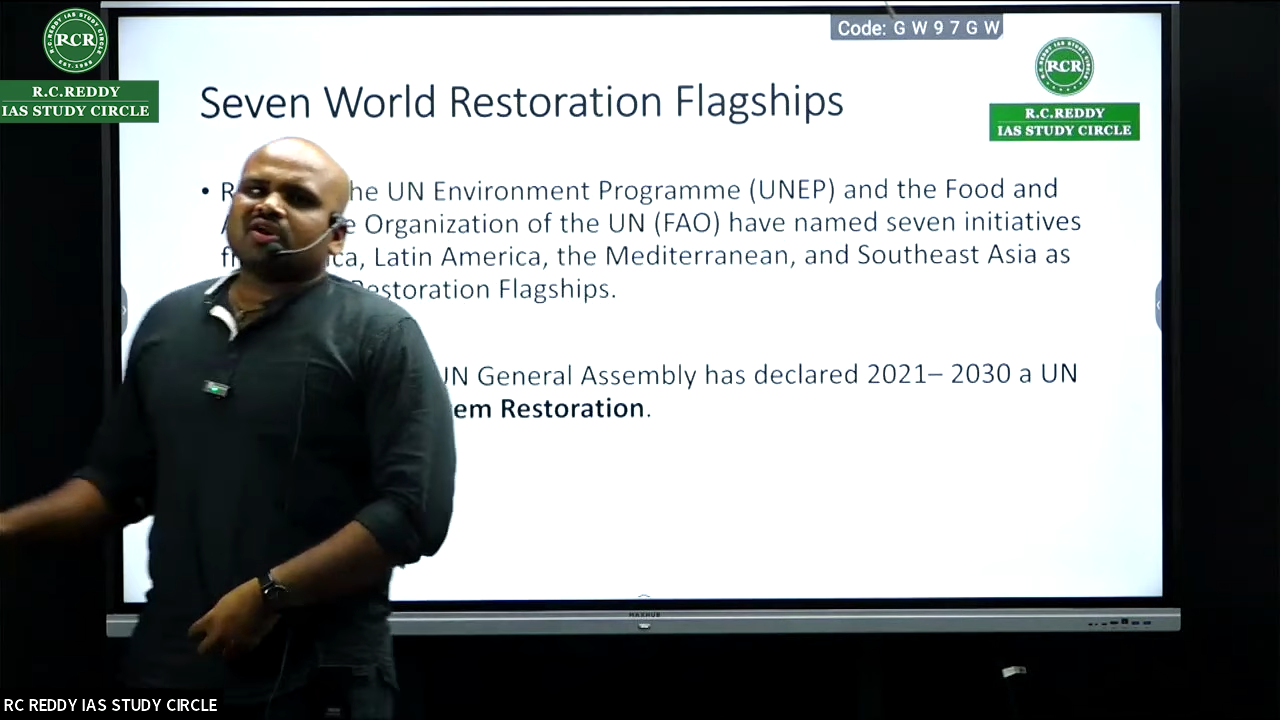 RCR
R.C.REDDY
IAS STUDY CIRCLE
Code: G W 9 7 G W
RCR
R.C.REDDY
IAS STUDY CIRCLE
Seven World Restoration Flagships
• R he UN Environment Programme (UNEP) and the Food and
A e Organization of the UN (FAO) have named seven initiatives
f ca, Latin America, the Mediterranean, and Southeast Asia as
Restoration Flagships.
UN General Assembly has declared 2021– 2030 a UN
em Restoration.
MAXHUB
RC REDDY IAS STUDY CIRCLE